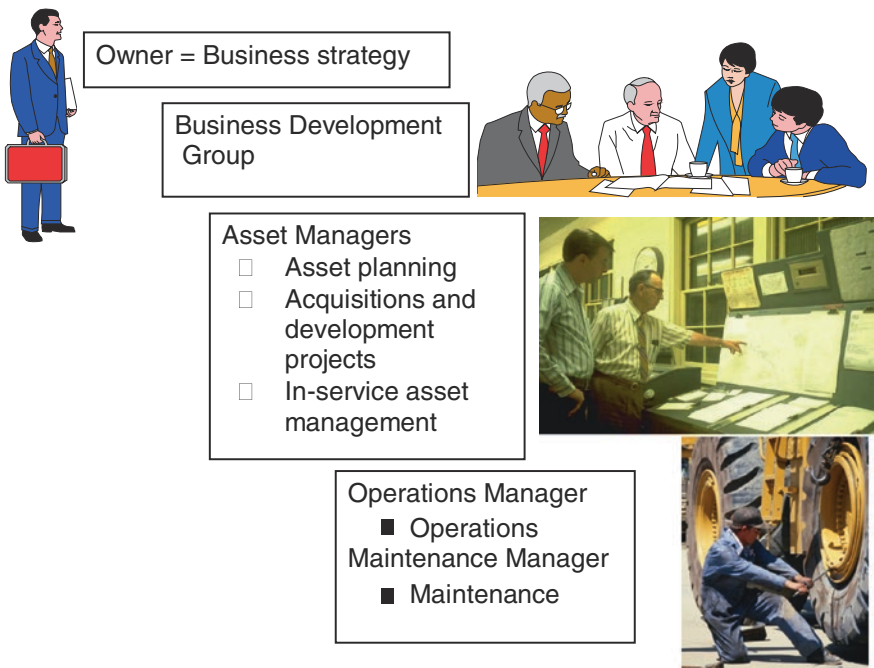 Owner = Business strategy
Business Development
Group
Asset Managers
□ Asset planning
□ Acquisitions and
development
projects
□ In-service asset
management
Operations Manager
■ Operations
Maintenance Manager
■ Maintenance